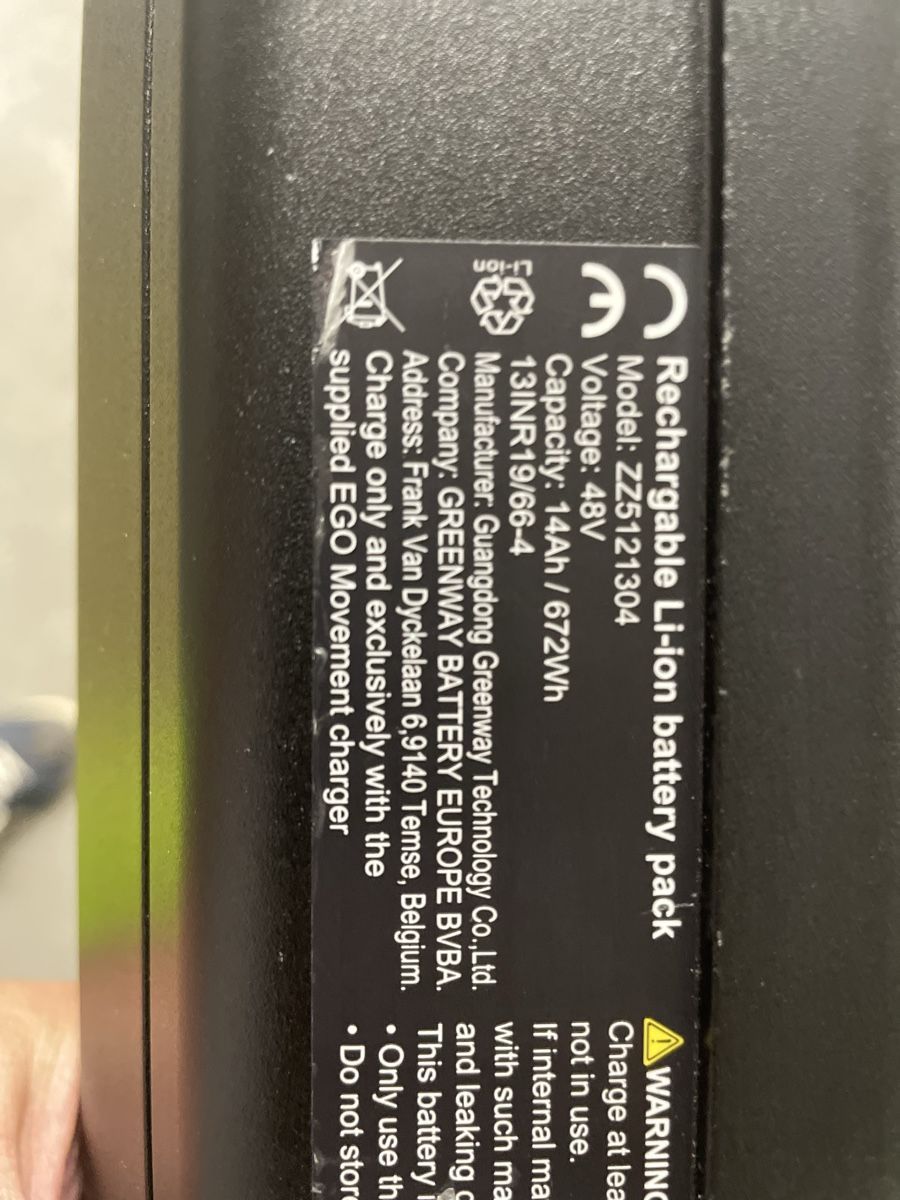 Rechargable Li-ion battery pack
Model: ZZ5121304
Voltage: 48V
Capacity: 14Ah / 672Wh
13INR19/66-4
Manufacturer: Guangdong Greenway Technology Co.,Ltd.
Company: GREENWAY BATTERY EUROPE BVBA.
Address: Frank Van Dyckelaan 6,9140 Temse, Belgium.
Charge only and exclusively with the
supplied EGO Movement charger
CE
Li-ion
WARNING
Charge at lea
not in use.
If internal ma
with such ma
and leaking
This battery
• Only use th
• Do not stor